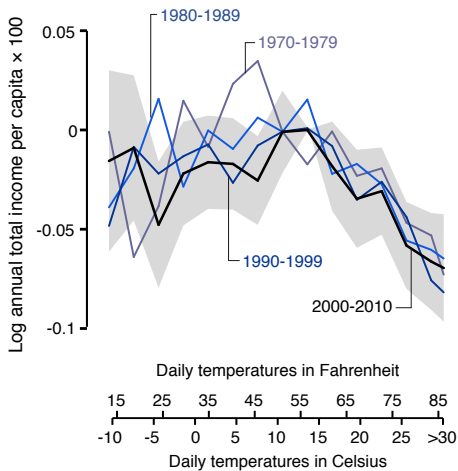 0.05
1980-1989
1970-1979
0
-0.05
1990-1999
2000-2010
-0.1
Log annual total income per capita × 100
Daily temperatures in Fahrenheit
15 25 35 45 55 65 75 85
-10 -5 0 5 10 15 20 25 >30
Daily temperatures in Celsius